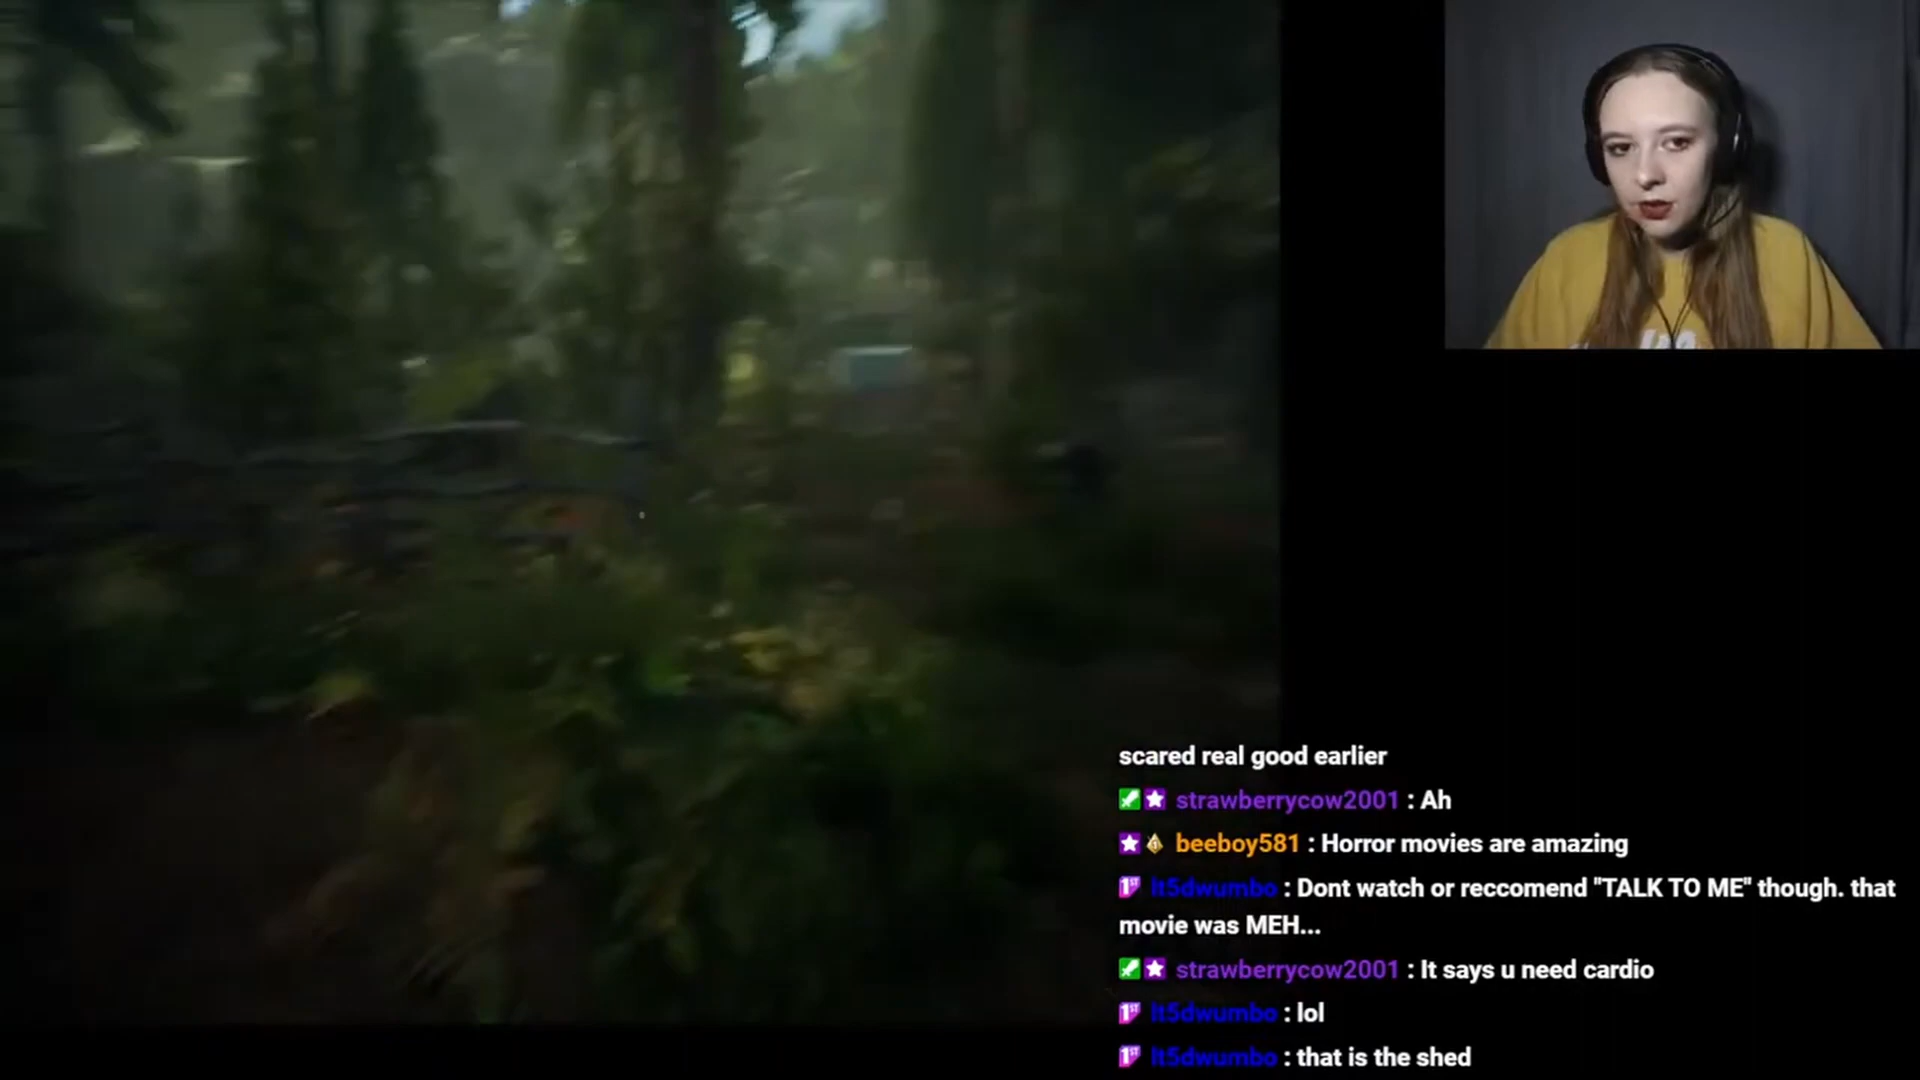 scared real good earlier
strawberrycow2001 : Ah
beeboy581 : Horror movies are amazing
lt5dwumbo : Dont watch or reccomend "TALK TO ME" though. that
movie was MEH...
strawberrycow2001 : It says u need cardio
lt5dwumbo : lol
lt5dwumbo : that is the shed